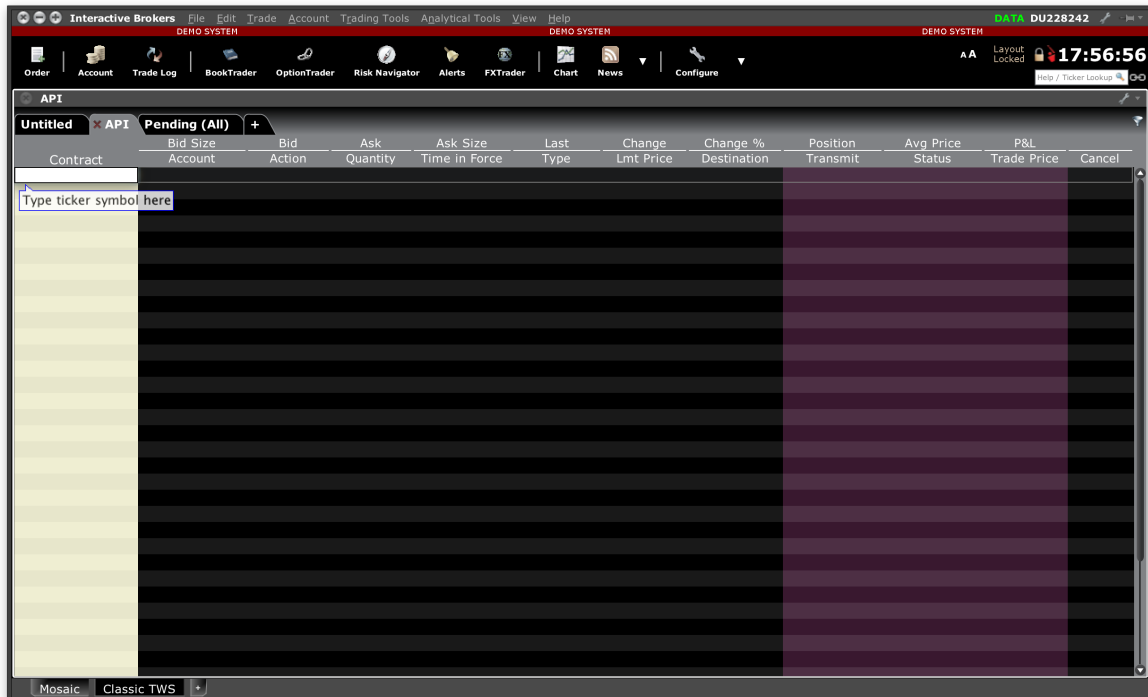 Interactive Brokers File Edit Trade Account Trading Tools Analytical Tools View Help DATA DU228242
DEMO SYSTEM DEMO SYSTEM DEMO SYSTEM
Order Account Trade Log BookTrader OptionTrader Risk Navigator Alerts FXTrader Chart News Configure A A Layout Locked 17:56:56
Help / Ticker Lookup
API
Untitled API Pending (All) +
Bid Size Bid Ask Ask Size Last Change Change % Position Avg Price P&L
Contract Account Action Quantity Time in Force Type Lmt Price Destination Transmit Status Trade Price Cancel
Type ticker symbol here
Mosaic Classic TWS +